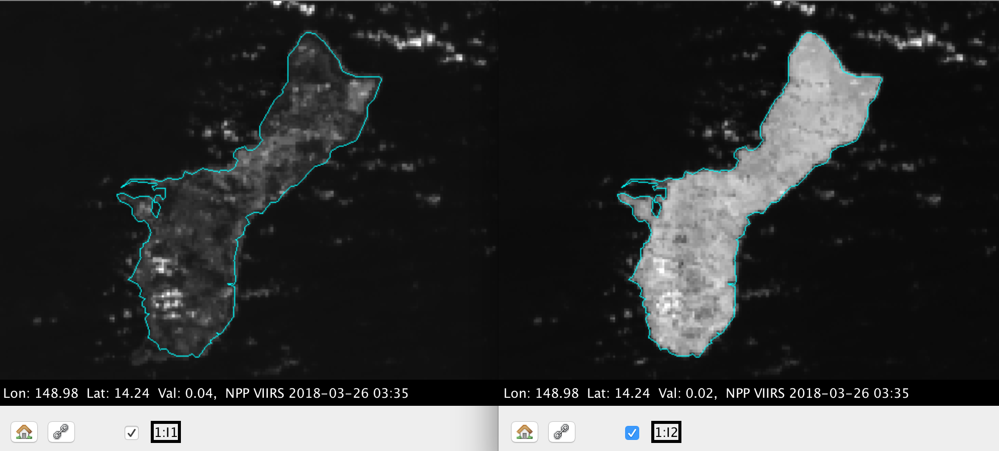 Lon: 148.98 Lat: 14.24 Val: 0.04, NPP VIIRS 2018-03-26 03:35
Lon: 148.98 Lat: 14.24 Val: 0.02, NPP VIIRS 2018-03-26 03:35
1:I1
1:I2